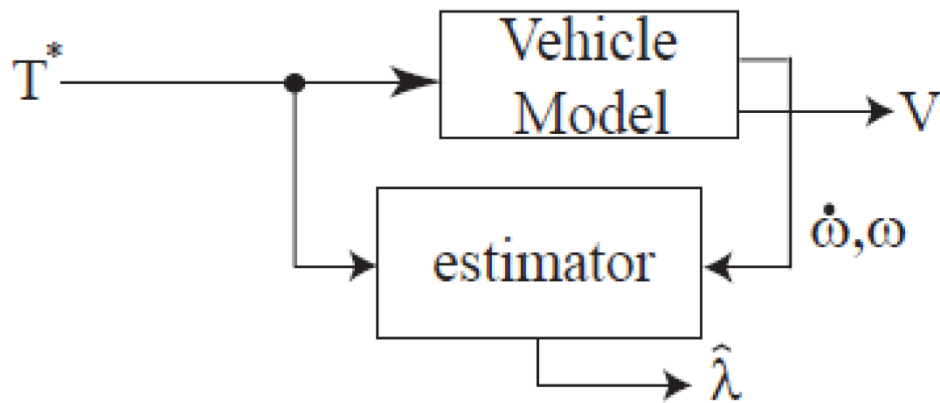 T*
Vehicle
Model
V
ω̇,ω
estimator
λ̂